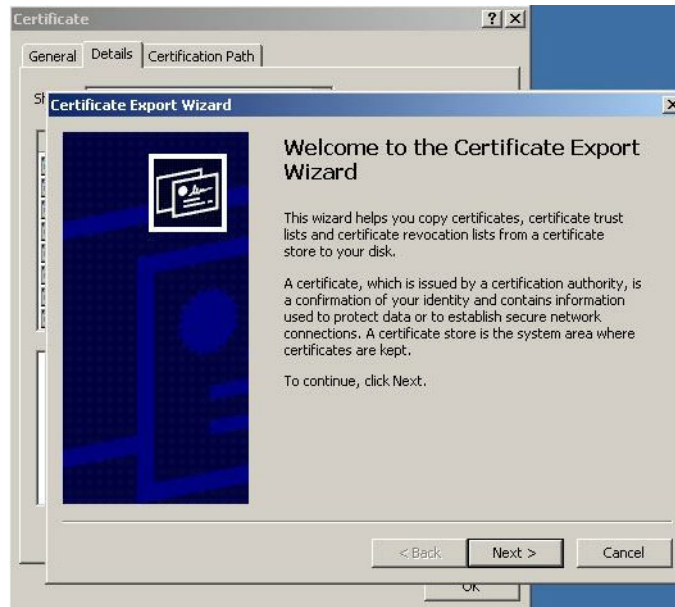 Certificate
General Details Certification Path
Certificate Export Wizard
Welcome to the Certificate Export
Wizard
This wizard helps you copy certificates, certificate trust
lists and certificate revocation lists from a certificate
store to your disk.
A certificate, which is issued by a certification authority, is
a confirmation of your identity and contains information
used to protect data or to establish secure network
connections. A certificate store is the system area where
certificates are kept.
To continue, click Next.
< Back Next > Cancel
OK